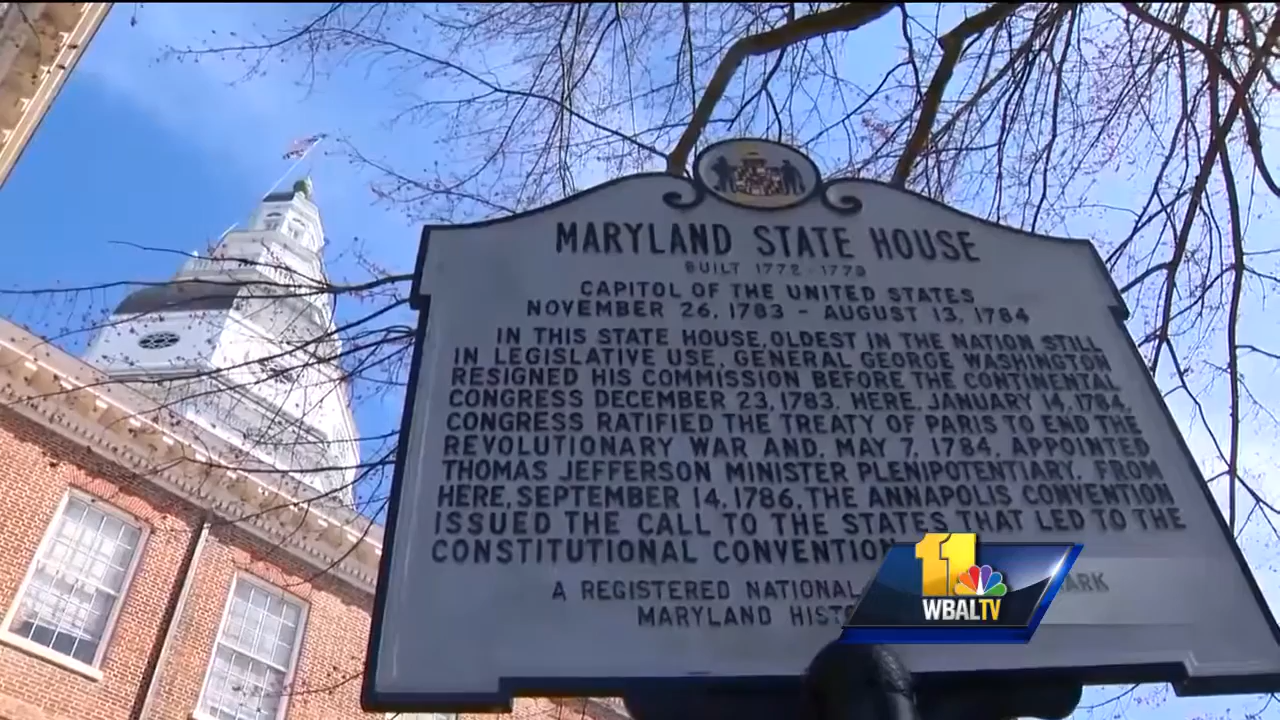 MARYLAND STATE HOUSE
BUILT 1772-1779
CAPITOL OF THE UNITED STATES
NOVEMBER 26, 1783 - AUGUST 13, 1784
IN THIS STATE HOUSE, OLDEST IN THE NATION STILL
IN LEGISLATIVE USE, GENERAL GEORGE WASHINGTON
RESIGNED HIS COMMISSION BEFORE THE CONTINENTAL
CONGRESS DECEMBER 23, 1783. HERE, JANUARY 14, 1784,
CONGRESS RATIFIED THE TREATY OF PARIS TO END THE
REVOLUTIONARY WAR AND, MAY 7, 1784, APPOINTED
THOMAS JEFFERSON MINISTER PLENIPOTENTIARY. FROM
HERE, SEPTEMBER 14, 1786, THE ANNAPOLIS CONVENTION
ISSUED THE CALL TO THE STATES THAT LED TO THE
CONSTITUTIONAL CONVENTION
A REGISTERED NATIONAL
MARYLAND
11
WBALTV